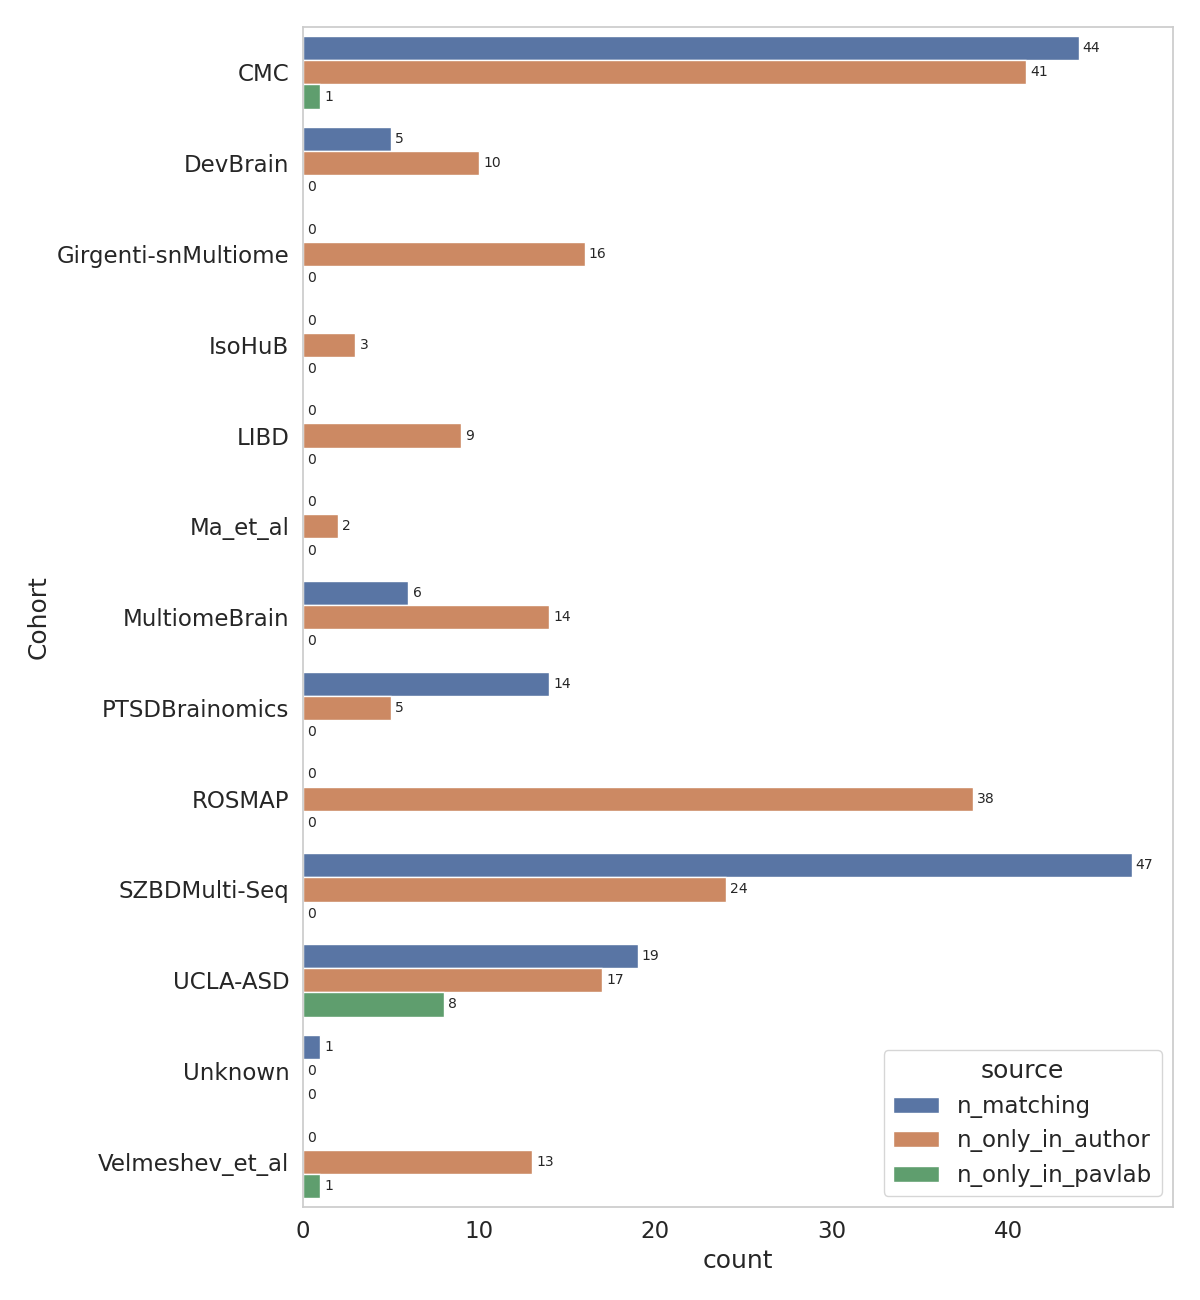 CMC
44
41
1
DevBrain
5
10
0
Girgenti-snMultiome
0
16
0
IsoHuB
0
3
0
LIBD
0
9
0
Ma_et_al
0
2
0
MultiomeBrain
6
14
0
PTSDBrainomics
14
5
0
ROSMAP
0
38
0
SZBDMulti-Seq
47
24
0
UCLA-ASD
19
17
8
Unknown
1
0
0
Velmeshev_et_al
0
13
1
Cohort
source
n_matching
n_only_in_author
n_only_in_pavlab
0 10 20 30 40
count